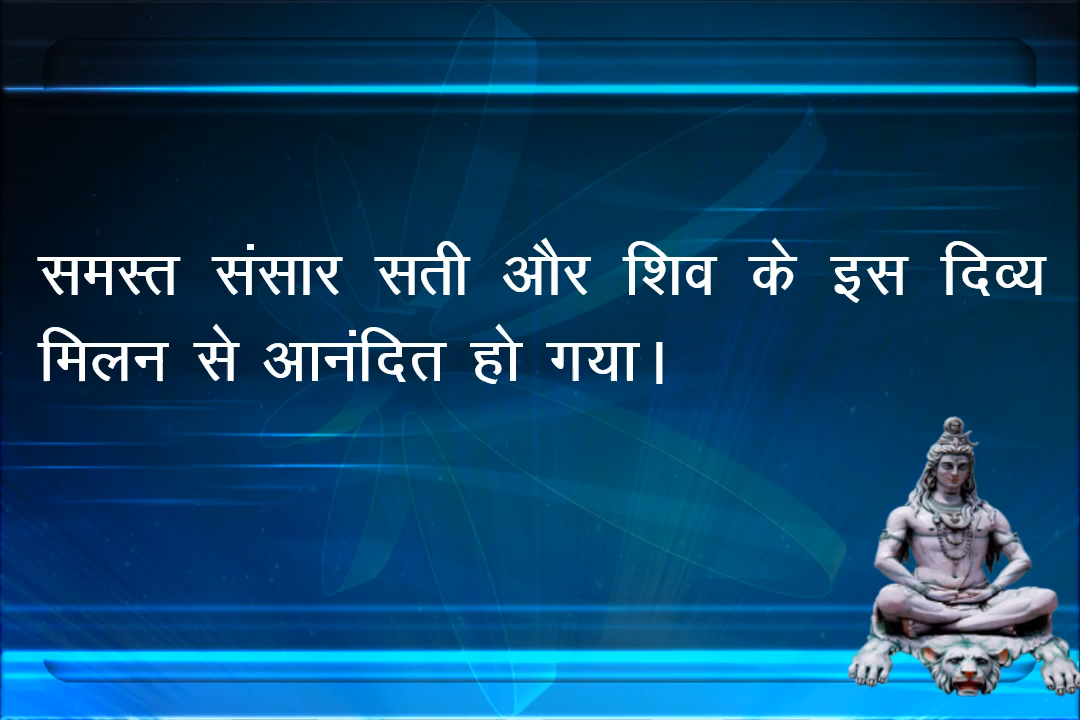 समस्त संसार सती और शिव के इस दिव्य
मिलन से आनंदित हो गया।